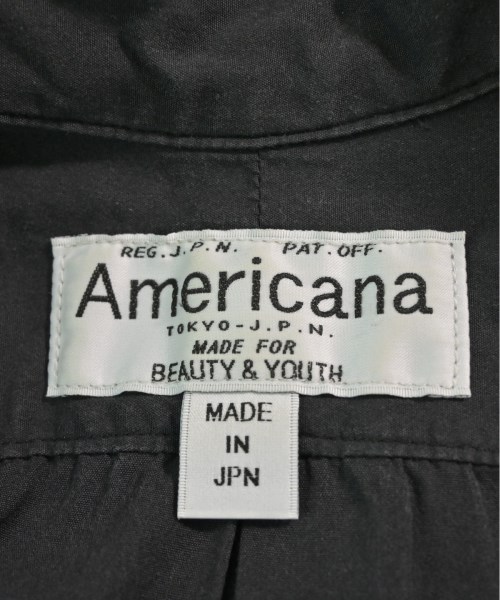 REG. J.P.N. PAT. OFF.
Americana
TOKYO-J.P.N.
MADE FOR
BEAUTY & YOUTH
MADE
IN
JPN